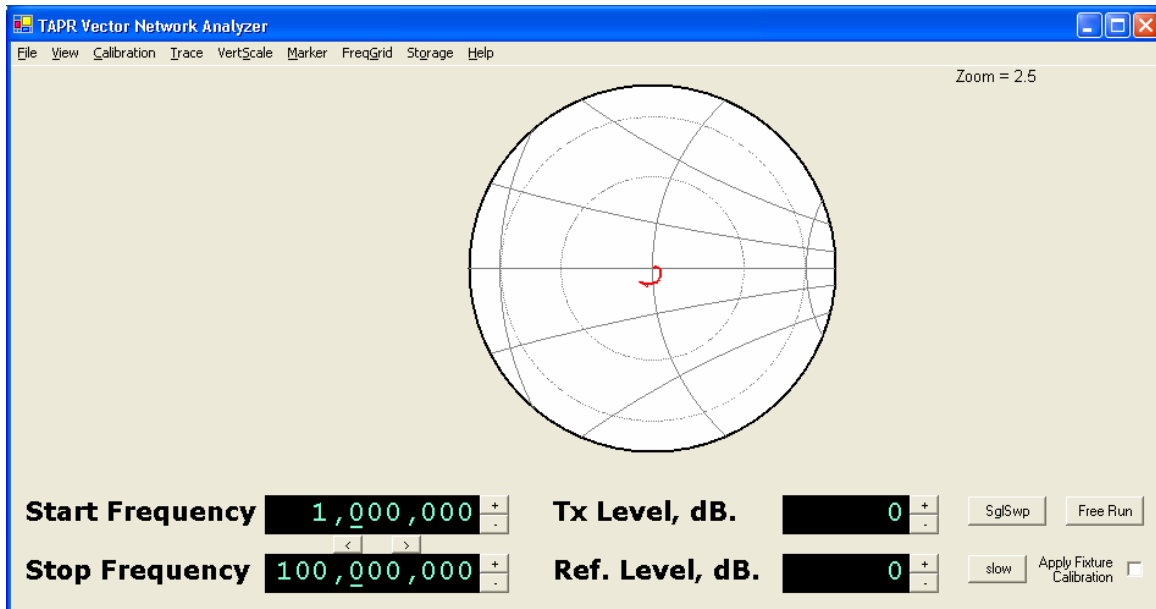 TAPR Vector Network Analyzer
File View Calibration Trace VertScale Marker FreqGrid Storage Help
Zoom = 2.5
Start Frequency 1,000,000 + - Tx Level, dB. 0 + - SglSwp Free Run
< >
Stop Frequency 100,000,000 + - Ref. Level, dB. 0 + - slow Apply Fixture
Calibration